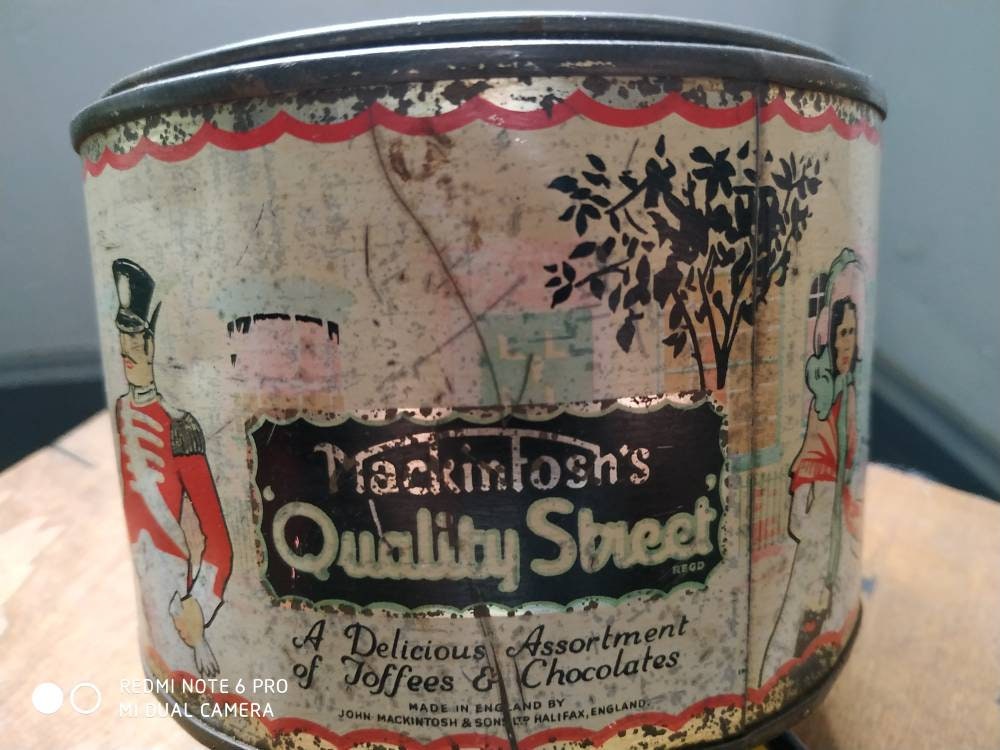 Mackintosh's
'Quality Street'
REGD
A Delicious Assortment
of Toffees & Chocolates
MADE IN ENGLAND BY
JOHN MACKINTOSH & SONS LTD HALIFAX, ENGLAND.
REDMI NOTE 6 PRO
MI DUAL CAMERA